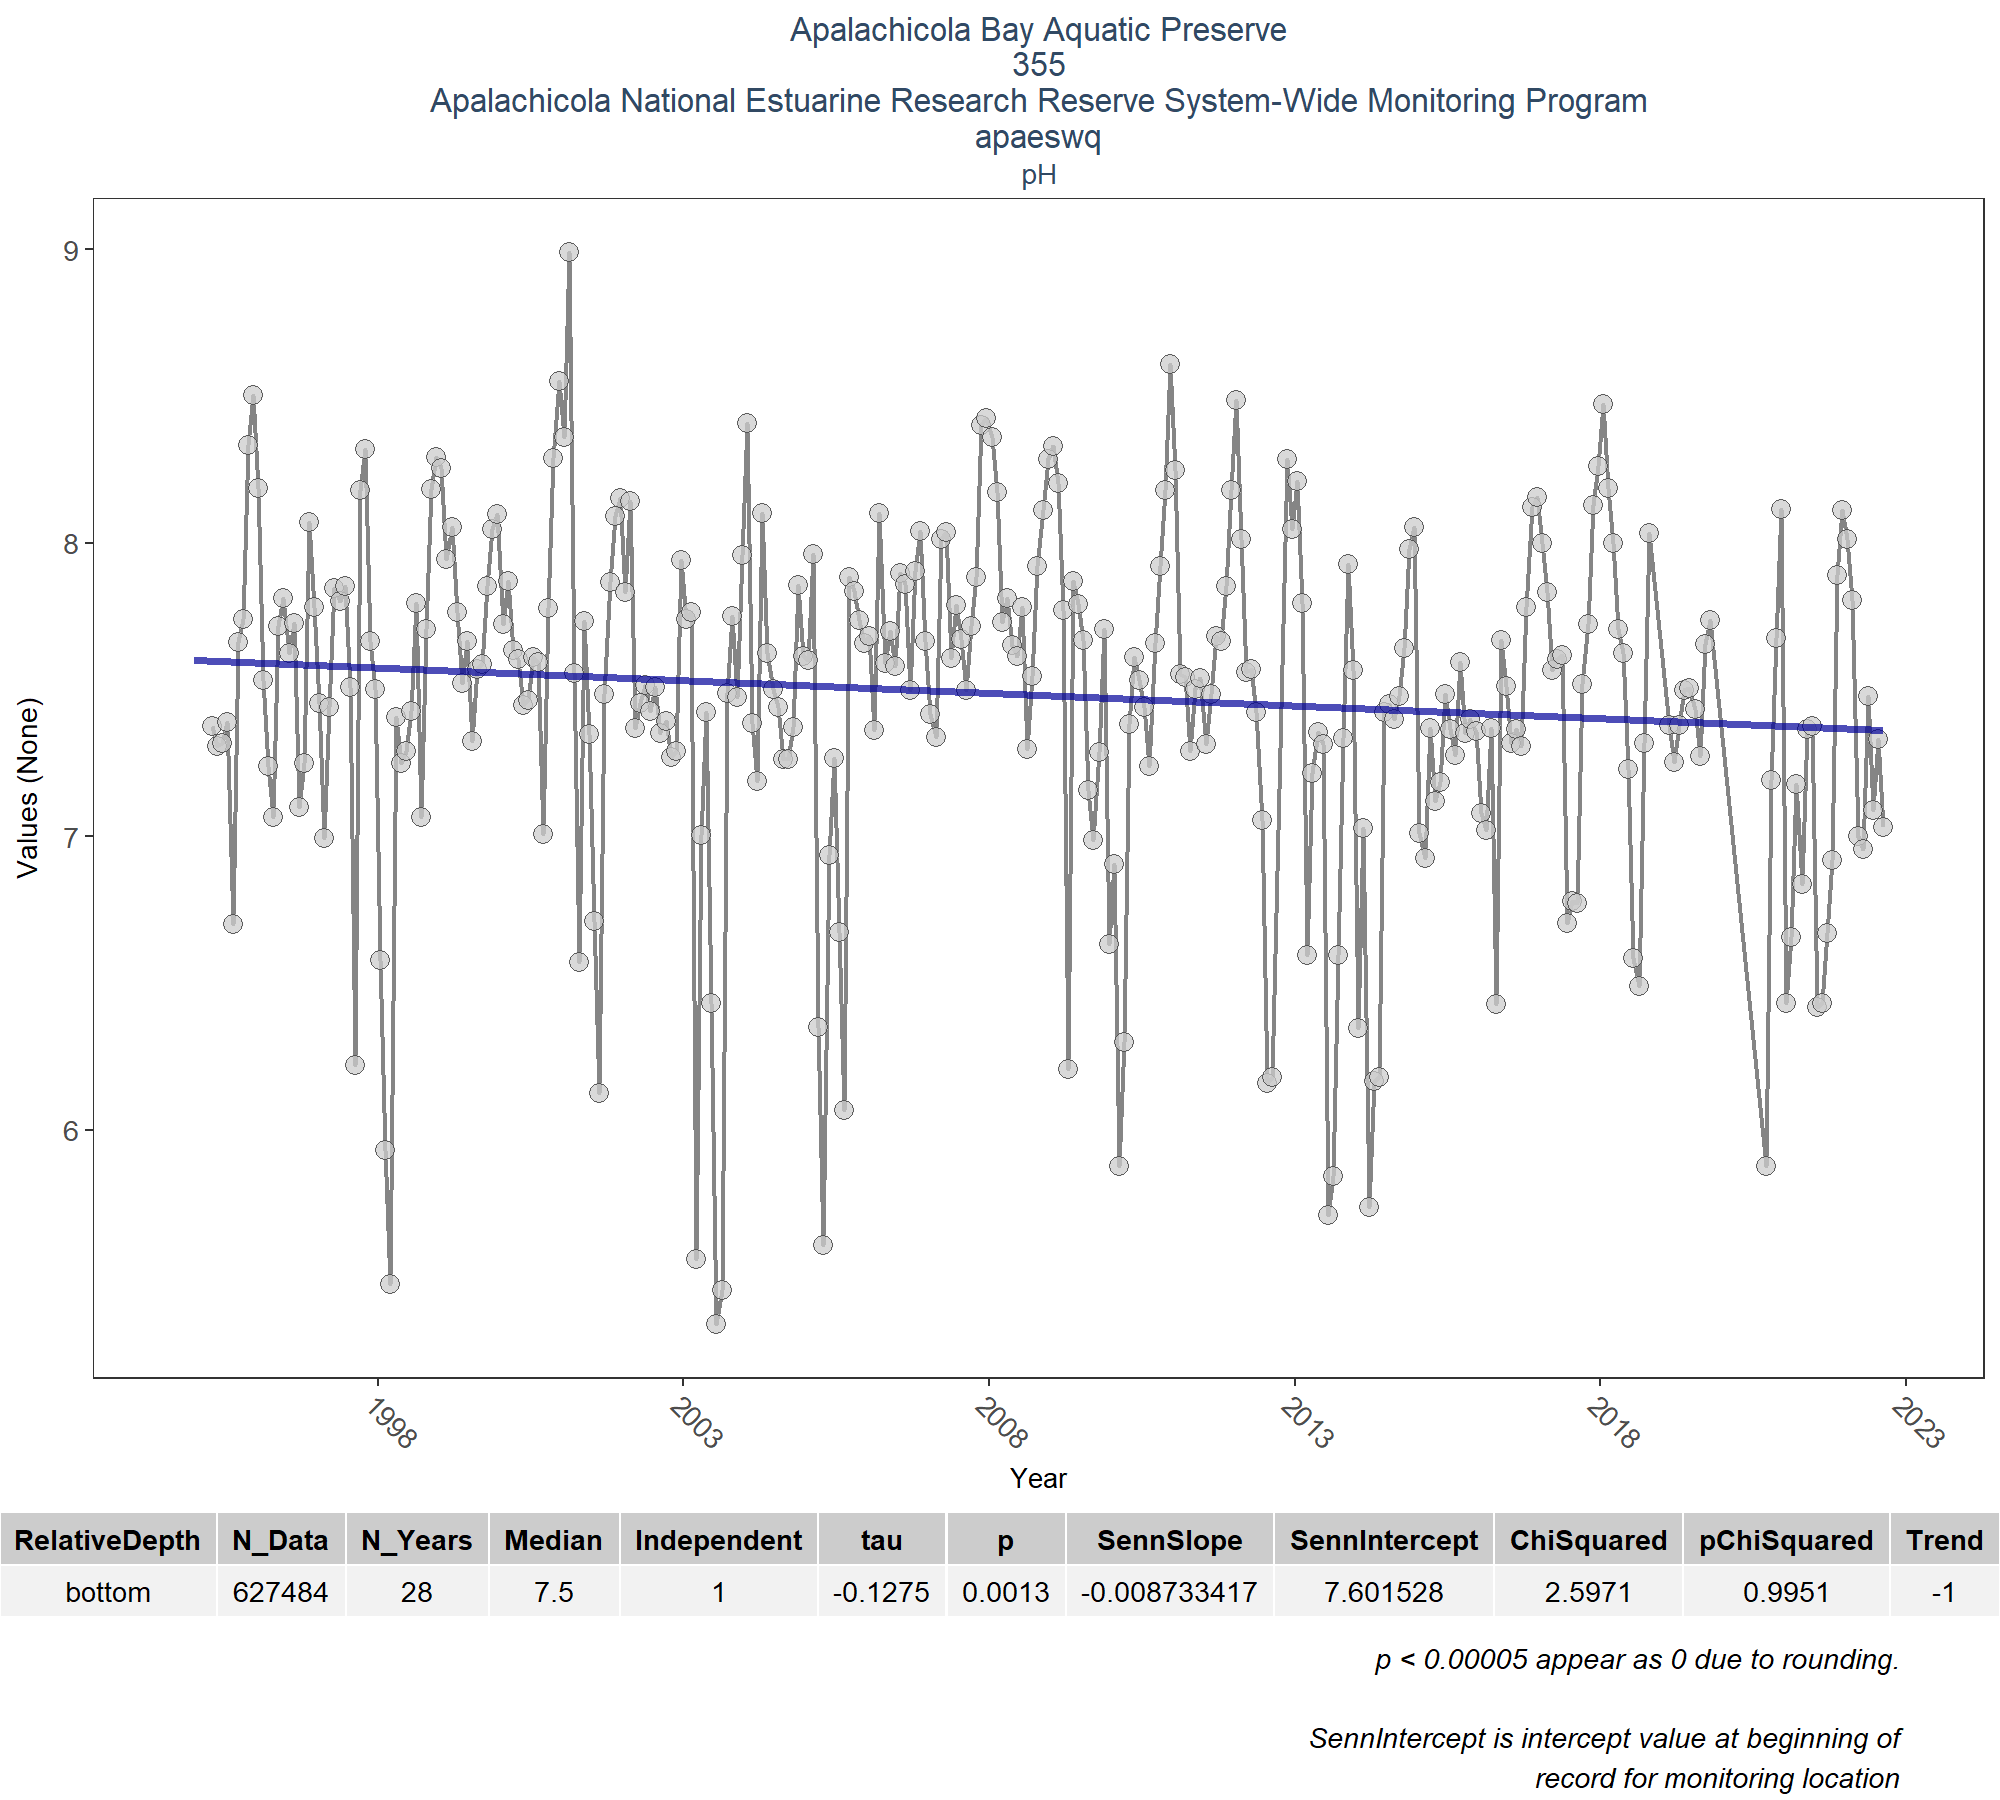 Apalachicola Bay Aquatic Preserve
355
Apalachicola National Estuarine Research Reserve System-Wide Monitoring Program
apaeswq
pH
9
8
7
6
Values (None)
1998 2003 2008 2013 2018 2023
Year
RelativeDepth N_Data N_Years Median Independent tau p SennSlope SennIntercept ChiSquared pChiSquared Trend
bottom 627484 28 7.5 1 -0.1275 0.0013 -0.008733417 7.601528 2.5971 0.9951 -1
p < 0.00005 appear as 0 due to rounding.
SennIntercept is intercept value at beginning of
record for monitoring location